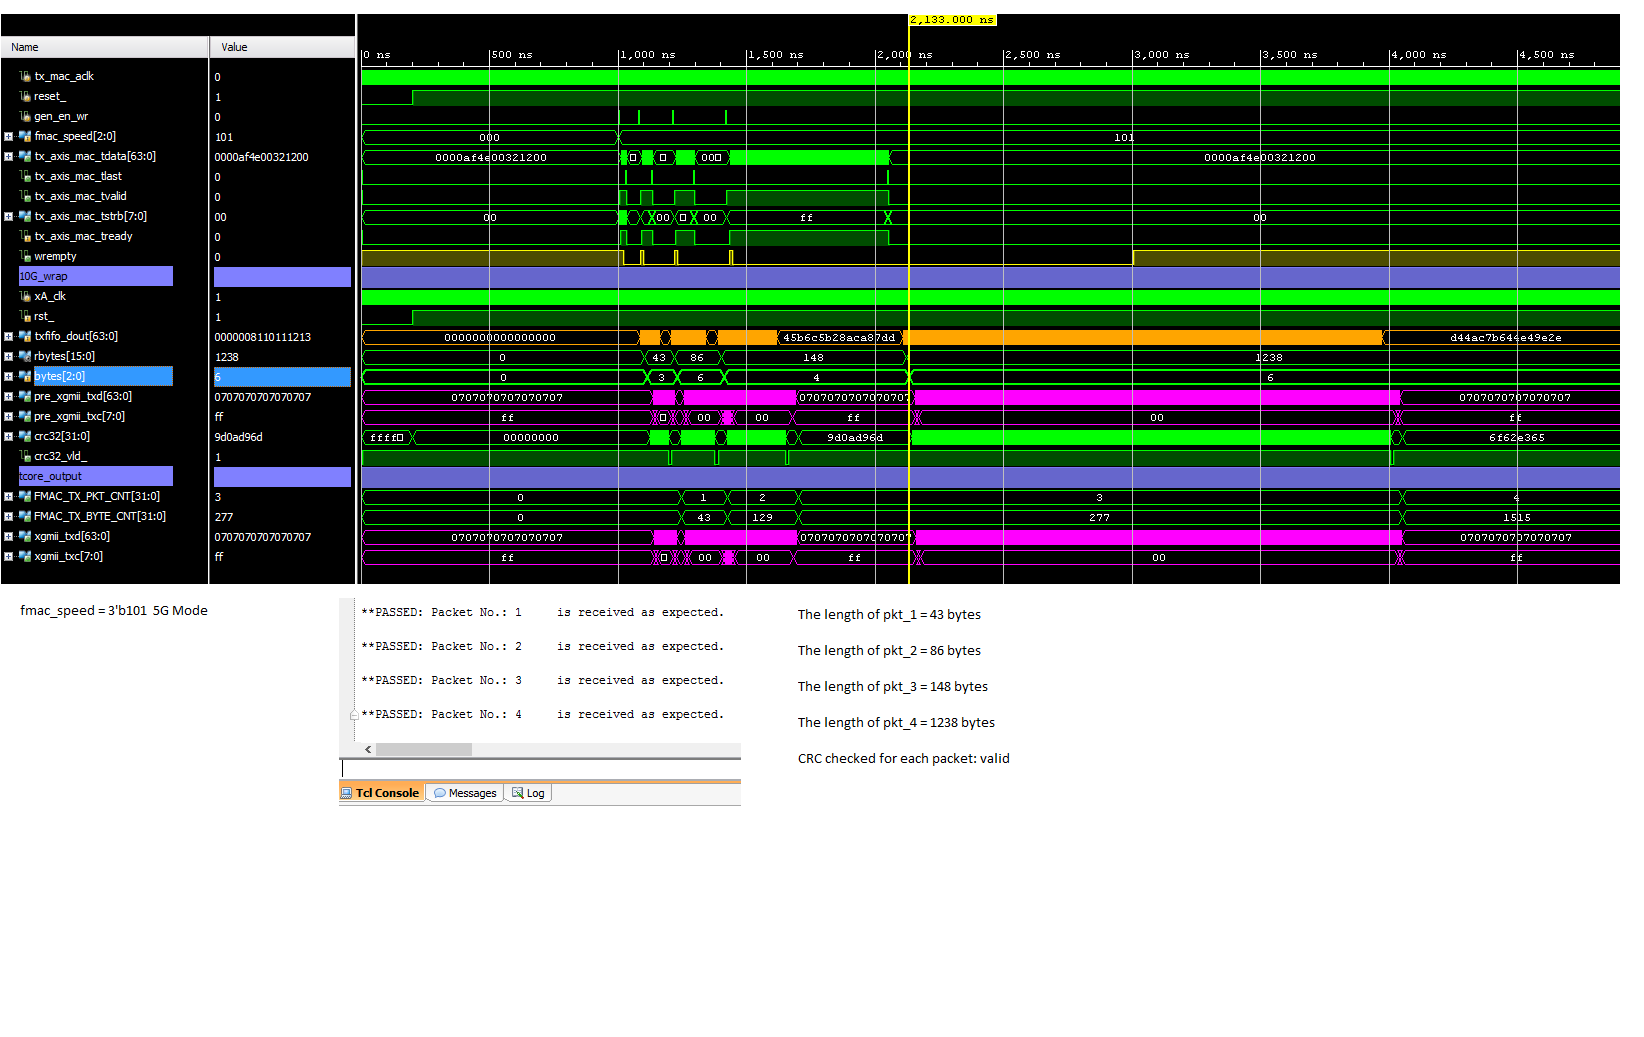 2,133.000 ns
Name Value
0 ns 500 ns 1,000 ns 1,500 ns 2,000 ns 2,500 ns 3,000 ns 3,500 ns 4,000 ns 4,500 ns
tx_mac_aclk 0
reset_ 1
gen_en_wr 0
fmac_speed[2:0] 101 000 101
tx_axis_mac_tdata[63:0] 0000af4e00321200 0000af4e00321200 00 0000af4e00321200
tx_axis_mac_tlast 0
tx_axis_mac_tvalid 0
tx_axis_mac_tstrb[7:0] 00 00 00 00 ff 00
tx_axis_mac_tready 0
wrempty 0
10G_wrap
xA_clk 1
rst_ 1
txfifo_dout[63:0] 0000008110111213 0000000000000000 45b6c5b28aca87dd d44ac7b644e49e2e
rbytes[15:0] 1238 0 43 86 148 1238
bytes[2:0] 6 0 3 6 4 6
pre_xgmii_txd[63:0] 0707070707070707 0707070707070707 0707070707070707 0707070707070707
pre_xgmii_txc[7:0] ff ff 00 00 ff 00 ff
crc32[31:0] 9d0ad96d ffff 00000000 9d0ad96d 6f62e365
crc32_vld_ 1
tcore_output
FMAC_TX_PKT_CNT[31:0] 3 0 1 2 3 4
FMAC_TX_BYTE_CNT[31:0] 277 0 43 129 277 1515
xgmii_txd[63:0] 0707070707070707 0707070707070707 0707070707070707 0707070707070707
xgmii_txc[7:0] ff ff 00 00 ff 00 ff
fmac_speed = 3'b101 5G Mode
**PASSED: Packet No.: 1 is received as expected.
**PASSED: Packet No.: 2 is received as expected.
**PASSED: Packet No.: 3 is received as expected.
**PASSED: Packet No.: 4 is received as expected.
Tcl Console Messages Log
The length of pkt_1 = 43 bytes
The length of pkt_2 = 86 bytes
The length of pkt_3 = 148 bytes
The length of pkt_4 = 1238 bytes
CRC checked for each packet: valid